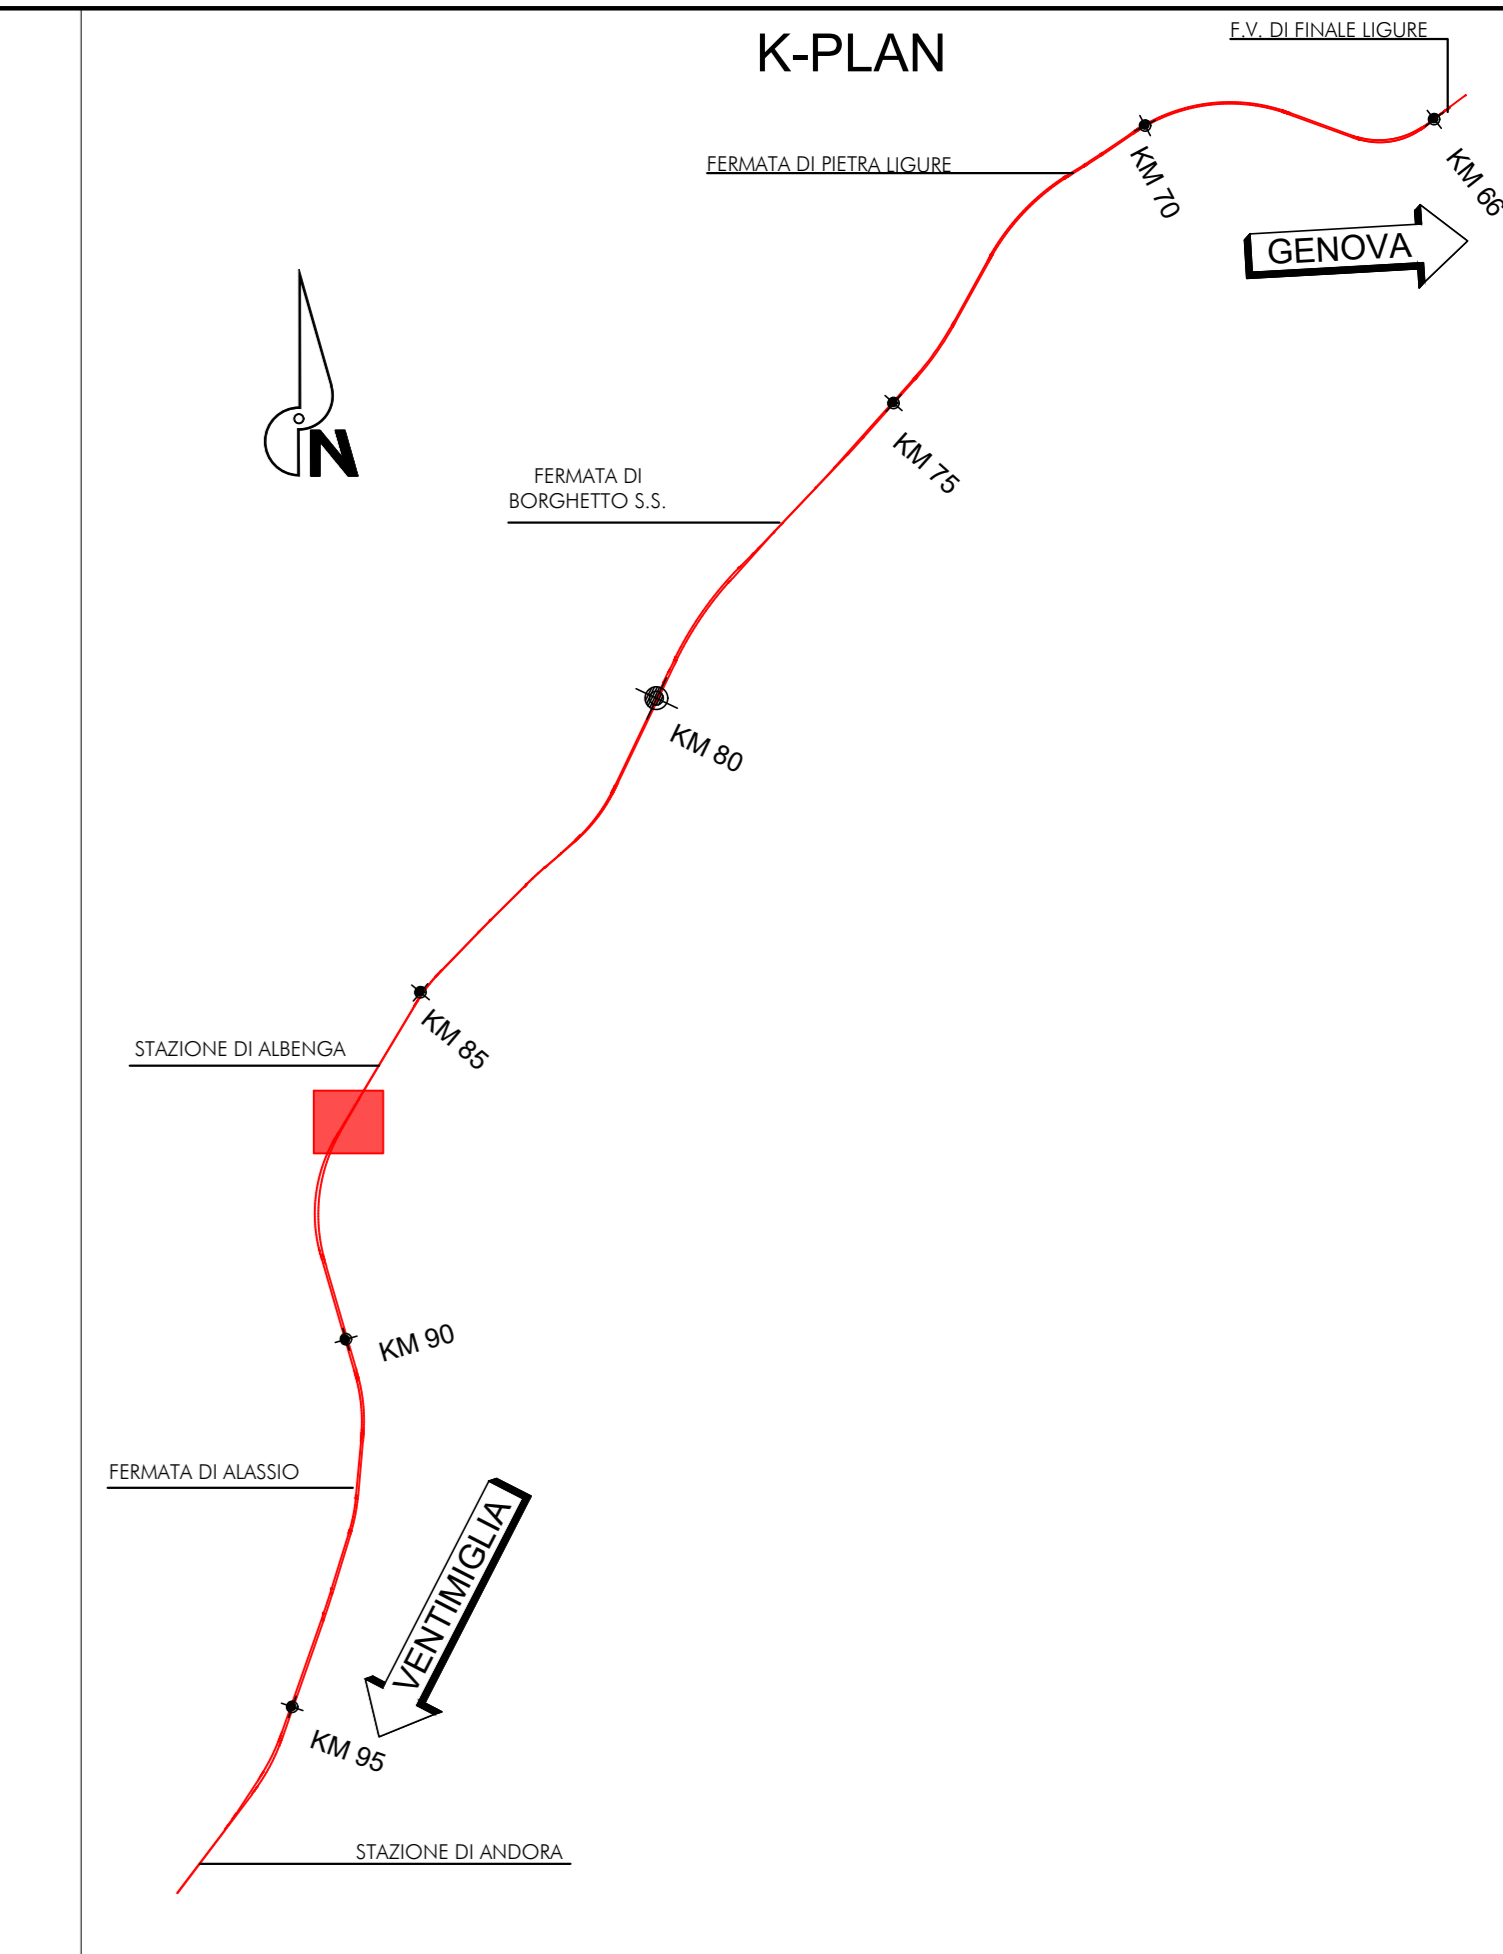 K-PLAN
F.V. DI FINALE LIGURE
FERMATA DI PIETRA LIGURE
KM 70
KM 66
GENOVA
N
KM 75
FERMATA DI
BORGHETTO S.S.
KM 80
KM 85
STAZIONE DI ALBENGA
KM 90
FERMATA DI ALASSIO
VENTIMIGLIA
KM 95
STAZIONE DI ANDORA